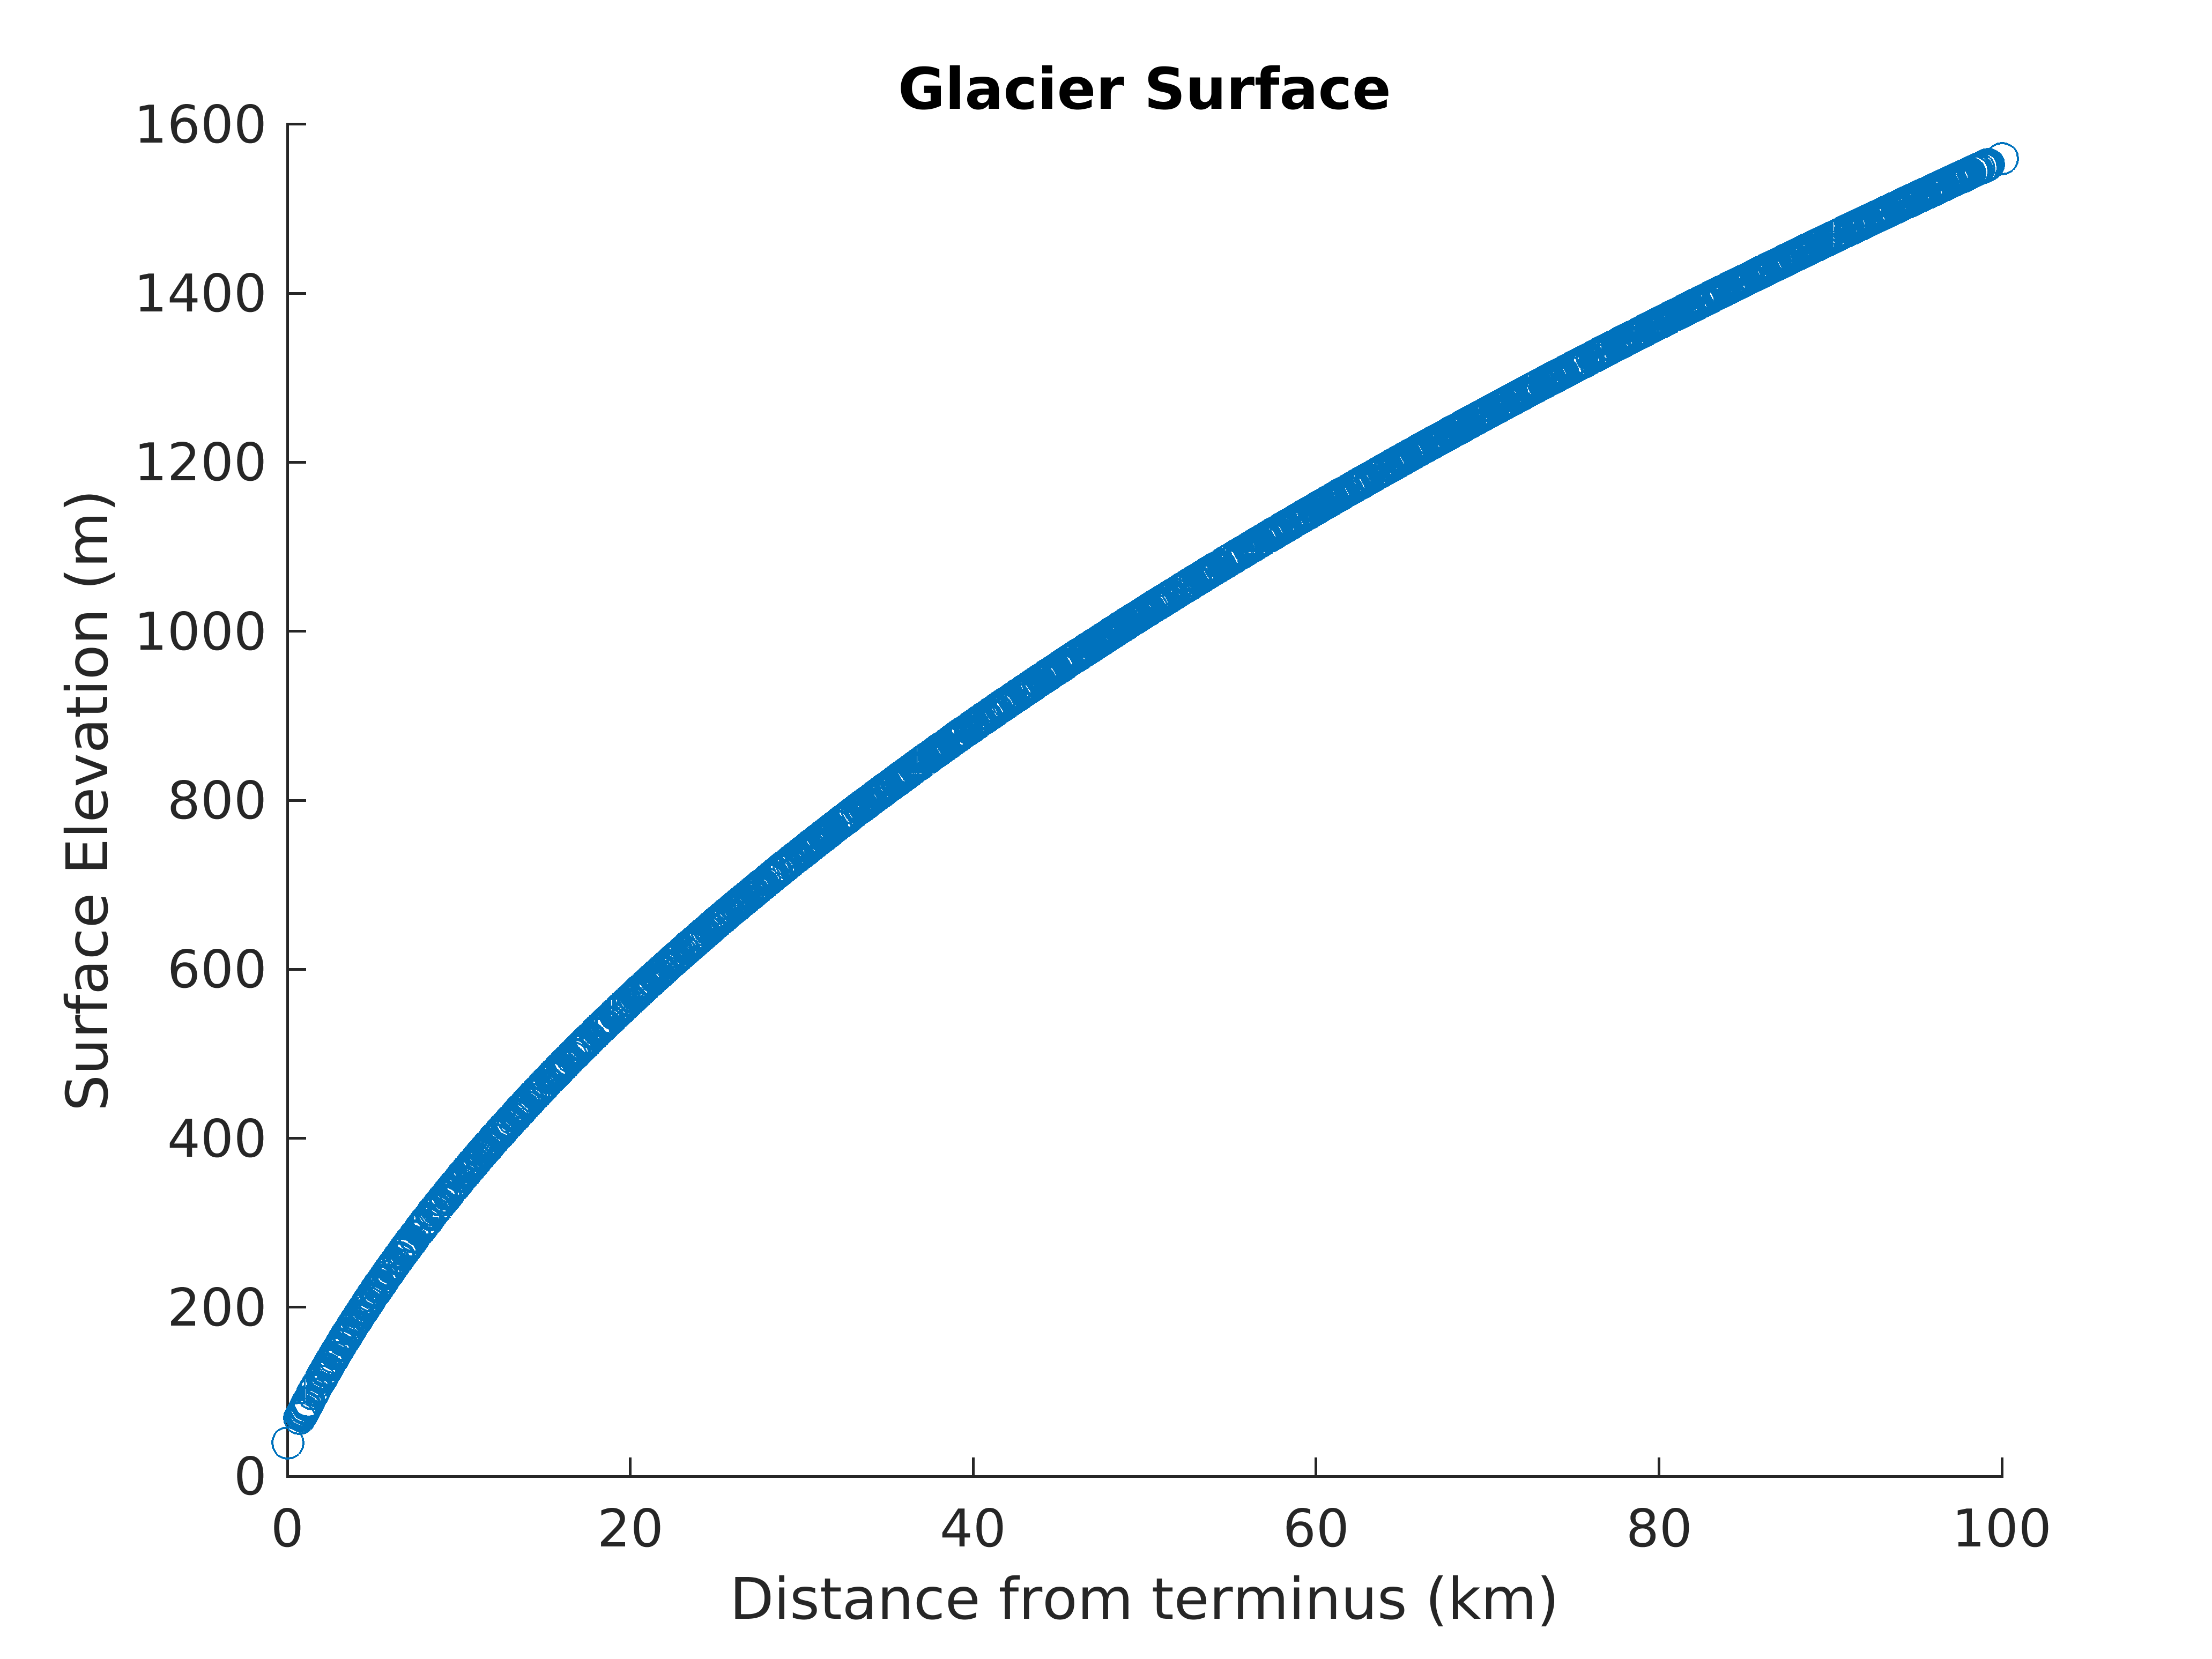 Glacier Surface
1600
1400
1200
1000
800
600
400
200
0
Surface Elevation (m)
0 20 40 60 80 100
Distance from terminus (km)